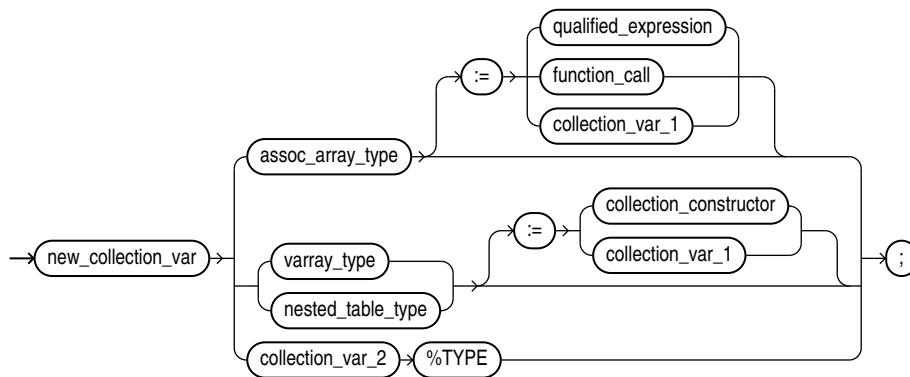 qualified_expression
:= function_call
collection_var_1
assoc_array_type
collection_constructor
:=
collection_var_1
new_collection_var
varray_type
nested_table_type
;
collection_var_2 %TYPE